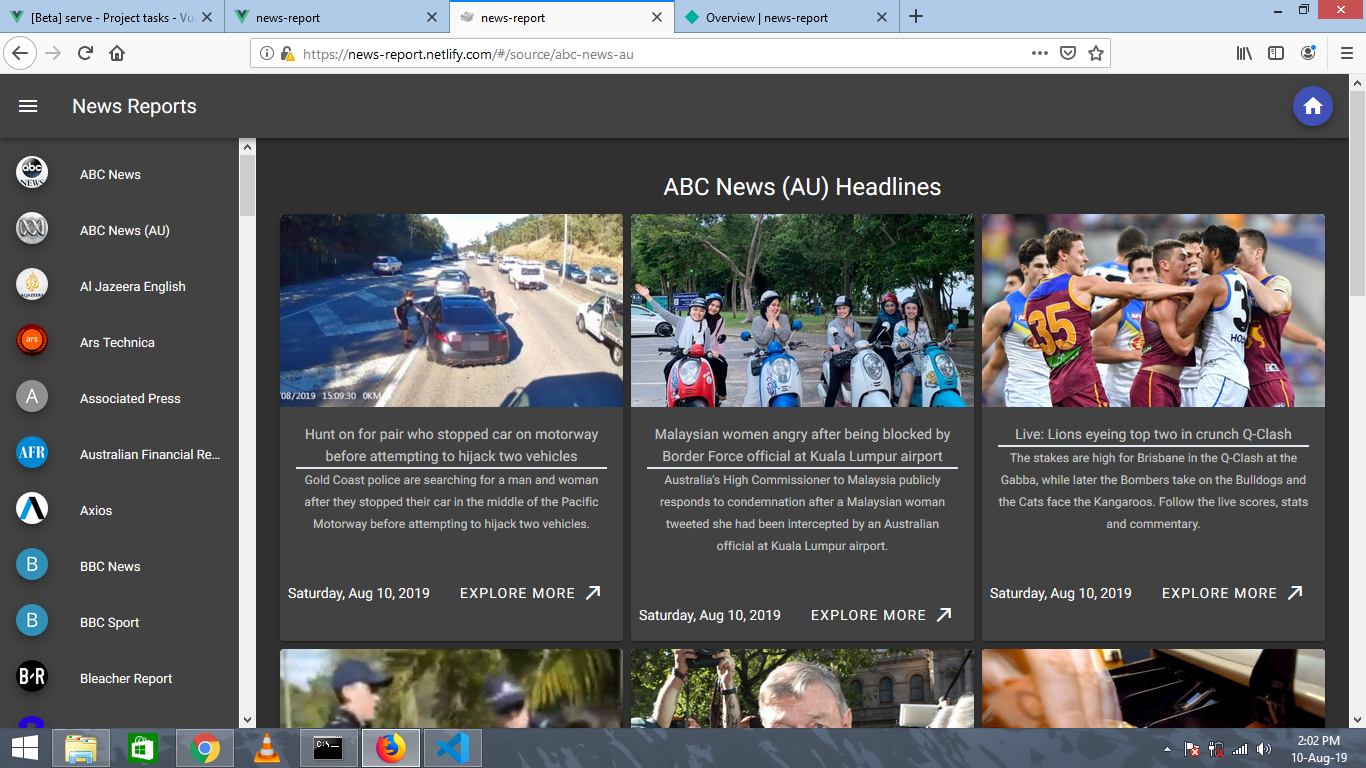 [Beta] serve - Project tasks - Vu
news-report
news-report
Overview | news-report
https://news-report.netlify.com/#/source/abc-news-au
News Reports
abc
NEWS
ABC News
ABC News (AU)
ALJAZEERA
Al Jazeera English
ars
Ars Technica
A
Associated Press
AFR
Australian Financial Re...
Axios
B
BBC News
B
BBC Sport
B/R
Bleacher Report
ABC News (AU) Headlines
/08/2019 15:09:30 0KM
35
3
Hunt on for pair who stopped car on motorway
before attempting to hijack two vehicles
Gold Coast police are searching for a man and woman
after they stopped their car in the middle of the Pacific
Motorway before attempting to hijack two vehicles.
Saturday, Aug 10, 2019 EXPLORE MORE
Malaysian women angry after being blocked by
Border Force official at Kuala Lumpur airport
Australia's High Commissioner to Malaysia publicly
responds to condemnation after a Malaysian woman
tweeted she had been intercepted by an Australian
official at Kuala Lumpur airport.
Saturday, Aug 10, 2019 EXPLORE MORE
Live: Lions eyeing top two in crunch Q-Clash
The stakes are high for Brisbane in the Q-Clash at the
Gabba, while later the Bombers take on the Bulldogs and
the Cats face the Kangaroos. Follow the live scores, stats
and commentary.
Saturday, Aug 10, 2019 EXPLORE MORE
2:02 PM
10-Aug-19